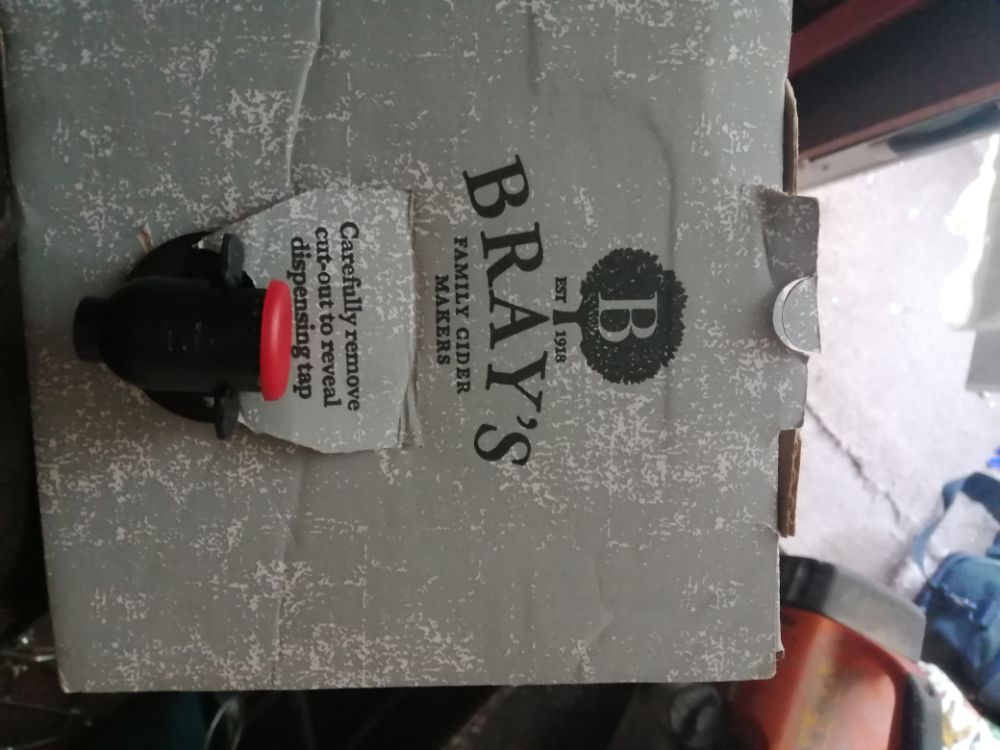 B
EST 1918
BRAY'S
FAMILY CIDER
MAKERS
Carefully remove
cut-out to reveal
dispensing tap